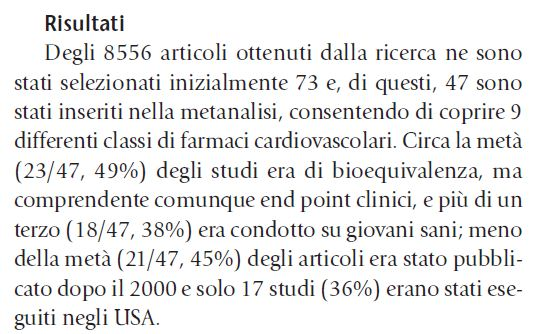 Risultati
Degli 8556 articoli ottenuti dalla ricerca ne sono
stati selezionati inizialmente 73 e, di questi, 47 sono
stati inseriti nella metanalisi, consentendo di coprire 9
differenti classi di farmaci cardiovascolari. Circa la metà
(23/47, 49%) degli studi era di bioequivalenza, ma
comprendente comunque end point clinici, e più di un
terzo (18/47, 38%) era condotto su giovani sani; meno
della metà (21/47, 45%) degli articoli era stato pubbli-
cato dopo il 2000 e solo 17 studi (36%) erano stati ese-
guiti negli USA.